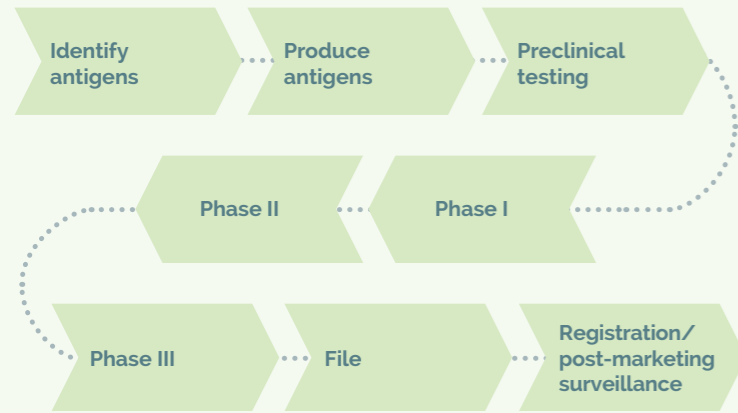 Identify
antigens
Produce
antigens
Preclinical
testing
Phase I
Phase II
Phase III
File
Registration/
post-marketing
surveillance